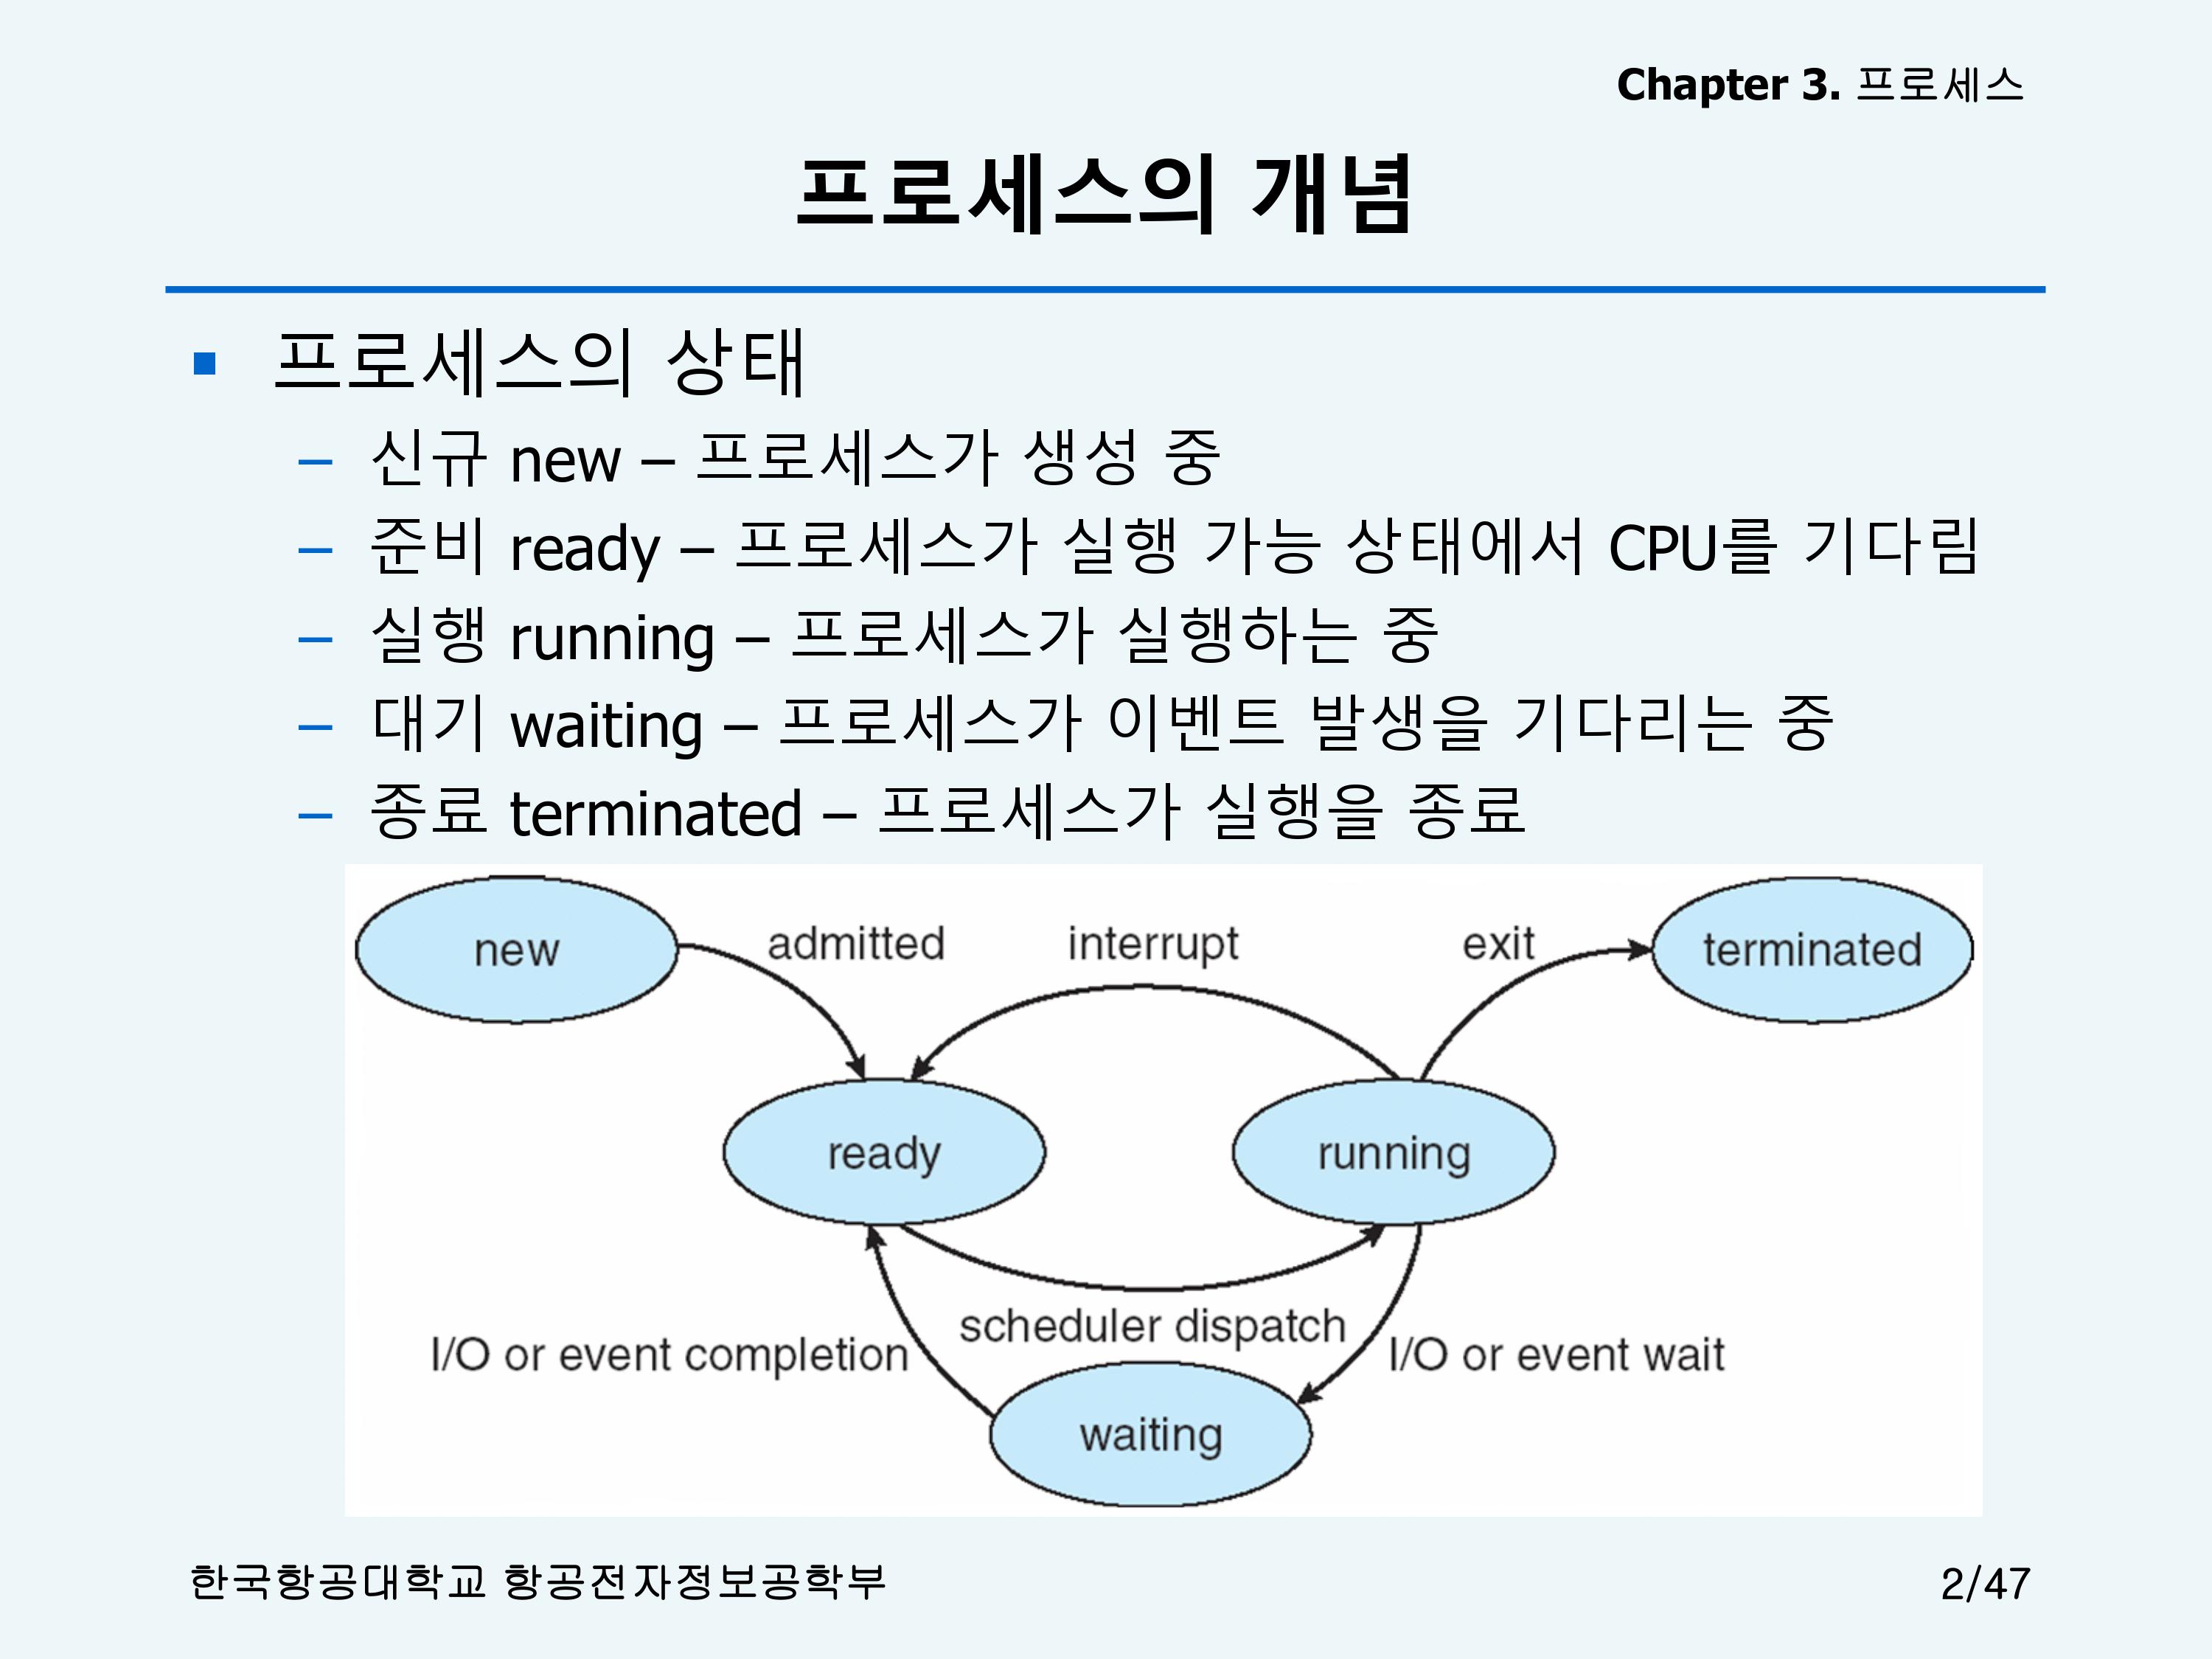 Chapter 3. 프로세스
프로세스의 개념
▪ 프로세스의 상태
– 신규 new – 프로세스가 생성 중
– 준비 ready – 프로세스가 실행 가능 상태에서 CPU를 기다림
– 실행 running – 프로세스가 실행하는 중
– 대기 waiting – 프로세스가 이벤트 발생을 기다리는 중
– 종료 terminated – 프로세스가 실행을 종료
new
admitted
interrupt
exit
terminated
ready
running
scheduler dispatch
I/O or event completion
I/O or event wait
waiting
한국항공대학교 항공전자정보공학부
2/47